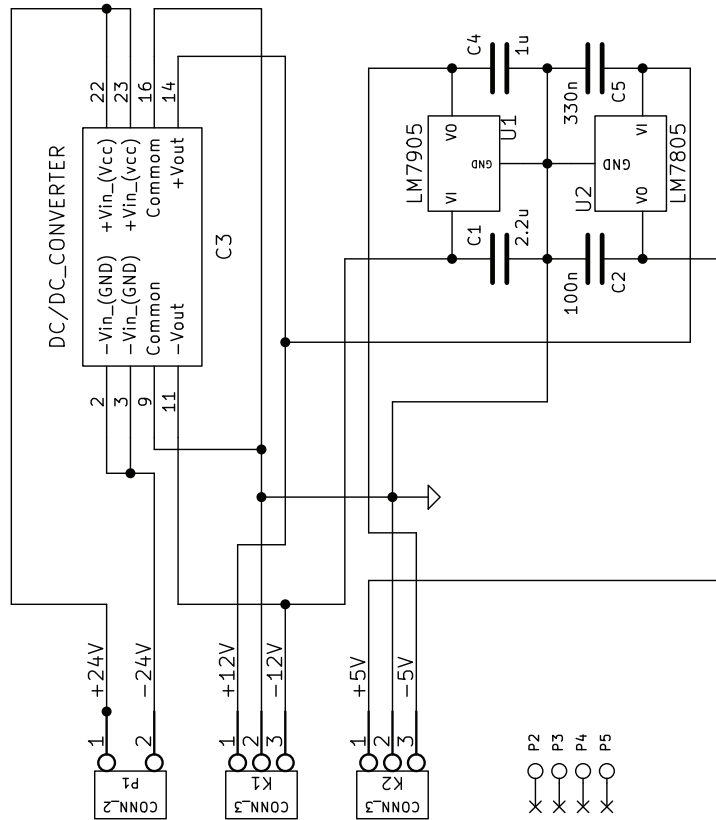 DC/DC_CONVERTER
C3
22
23
16
14
+Vin_(Vcc)
+Vin_(vcc)
Commom
+Vout
-Vin_(GND)
-Vin_(GND)
Common
-Vout
2
3
9
11
C4
1u
330n
C5
LM7905
VO
GND
VI
U1
U2
GND
VI
VO
LM7805
C1
2.2u
100n
C2
+24V
-24V
1
2
P1
CONN_2
+12V
-12V
1
2
3
K1
CONN_3
+5V
-5V
1
2
3
K2
CONN_3
P2
P3
P4
P5